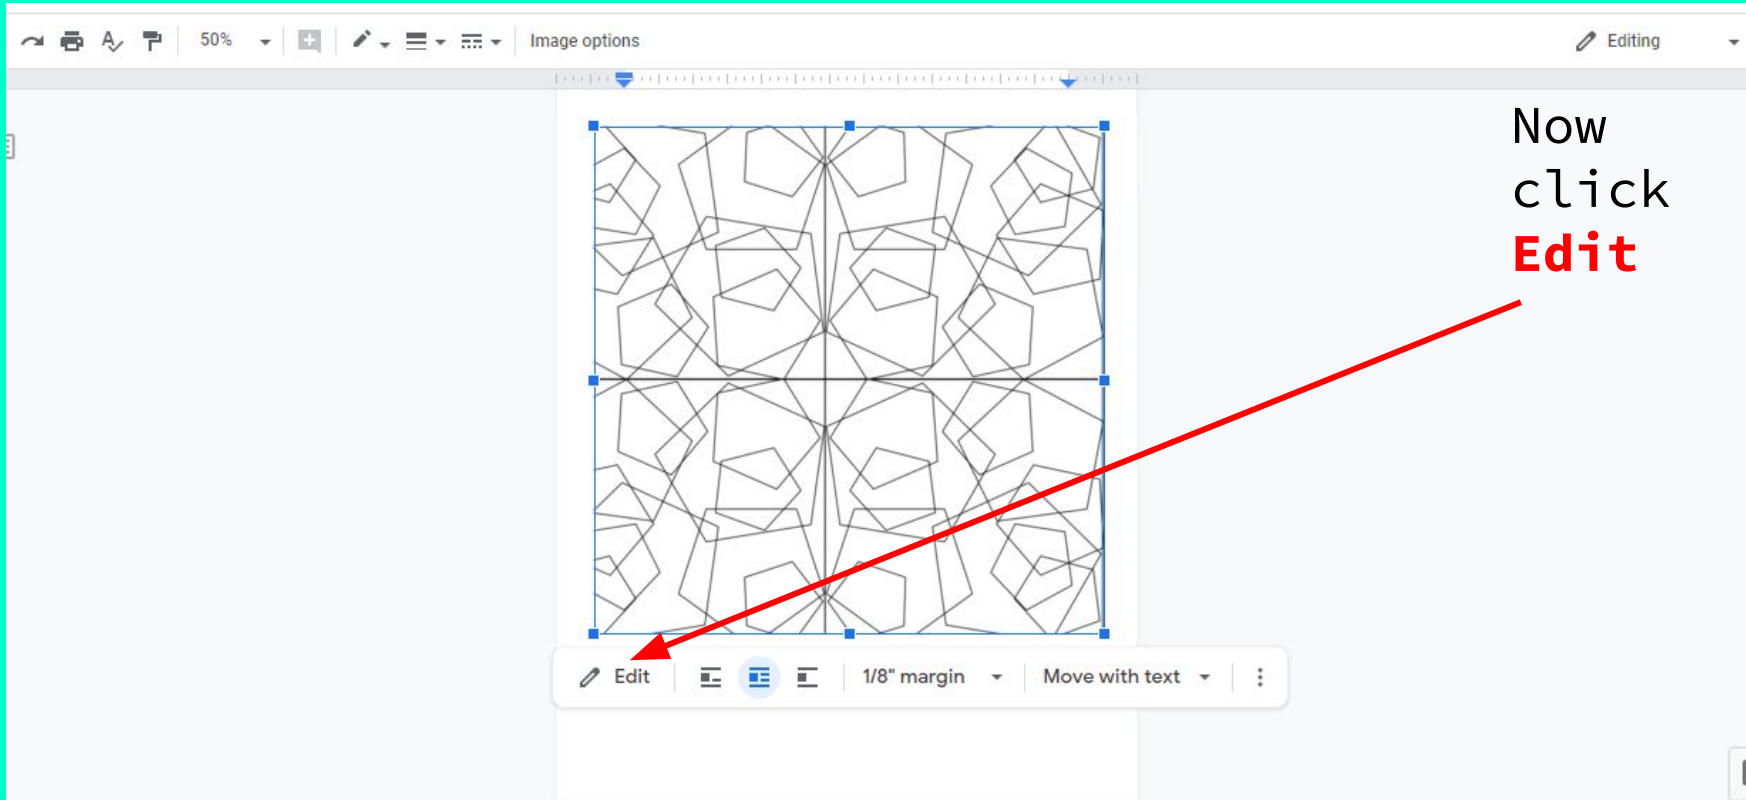 50%
Image options
Editing
Now
click
Edit
Edit
1/8" margin
Move with text